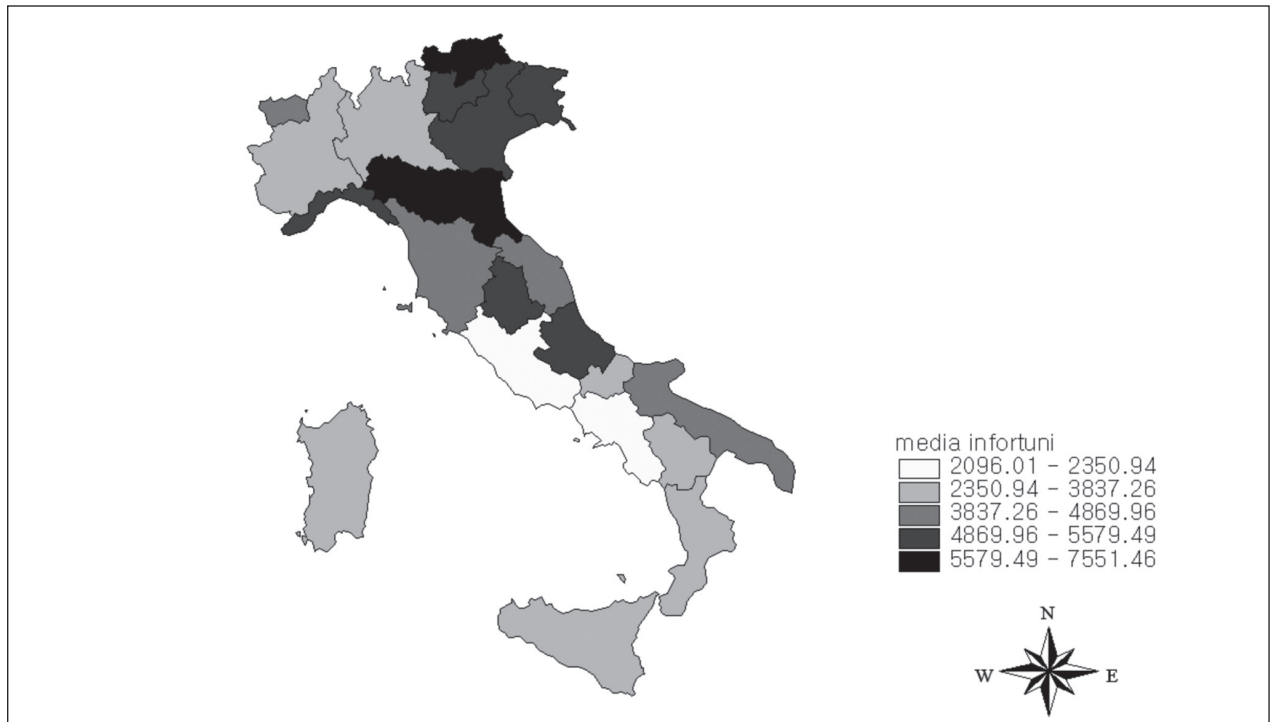 media infortuni
2096.01 - 2350.94
2350.94 - 3837.26
3837.26 - 4869.96
4869.96 - 5579.49
5579.49 - 7551.46
N
W E